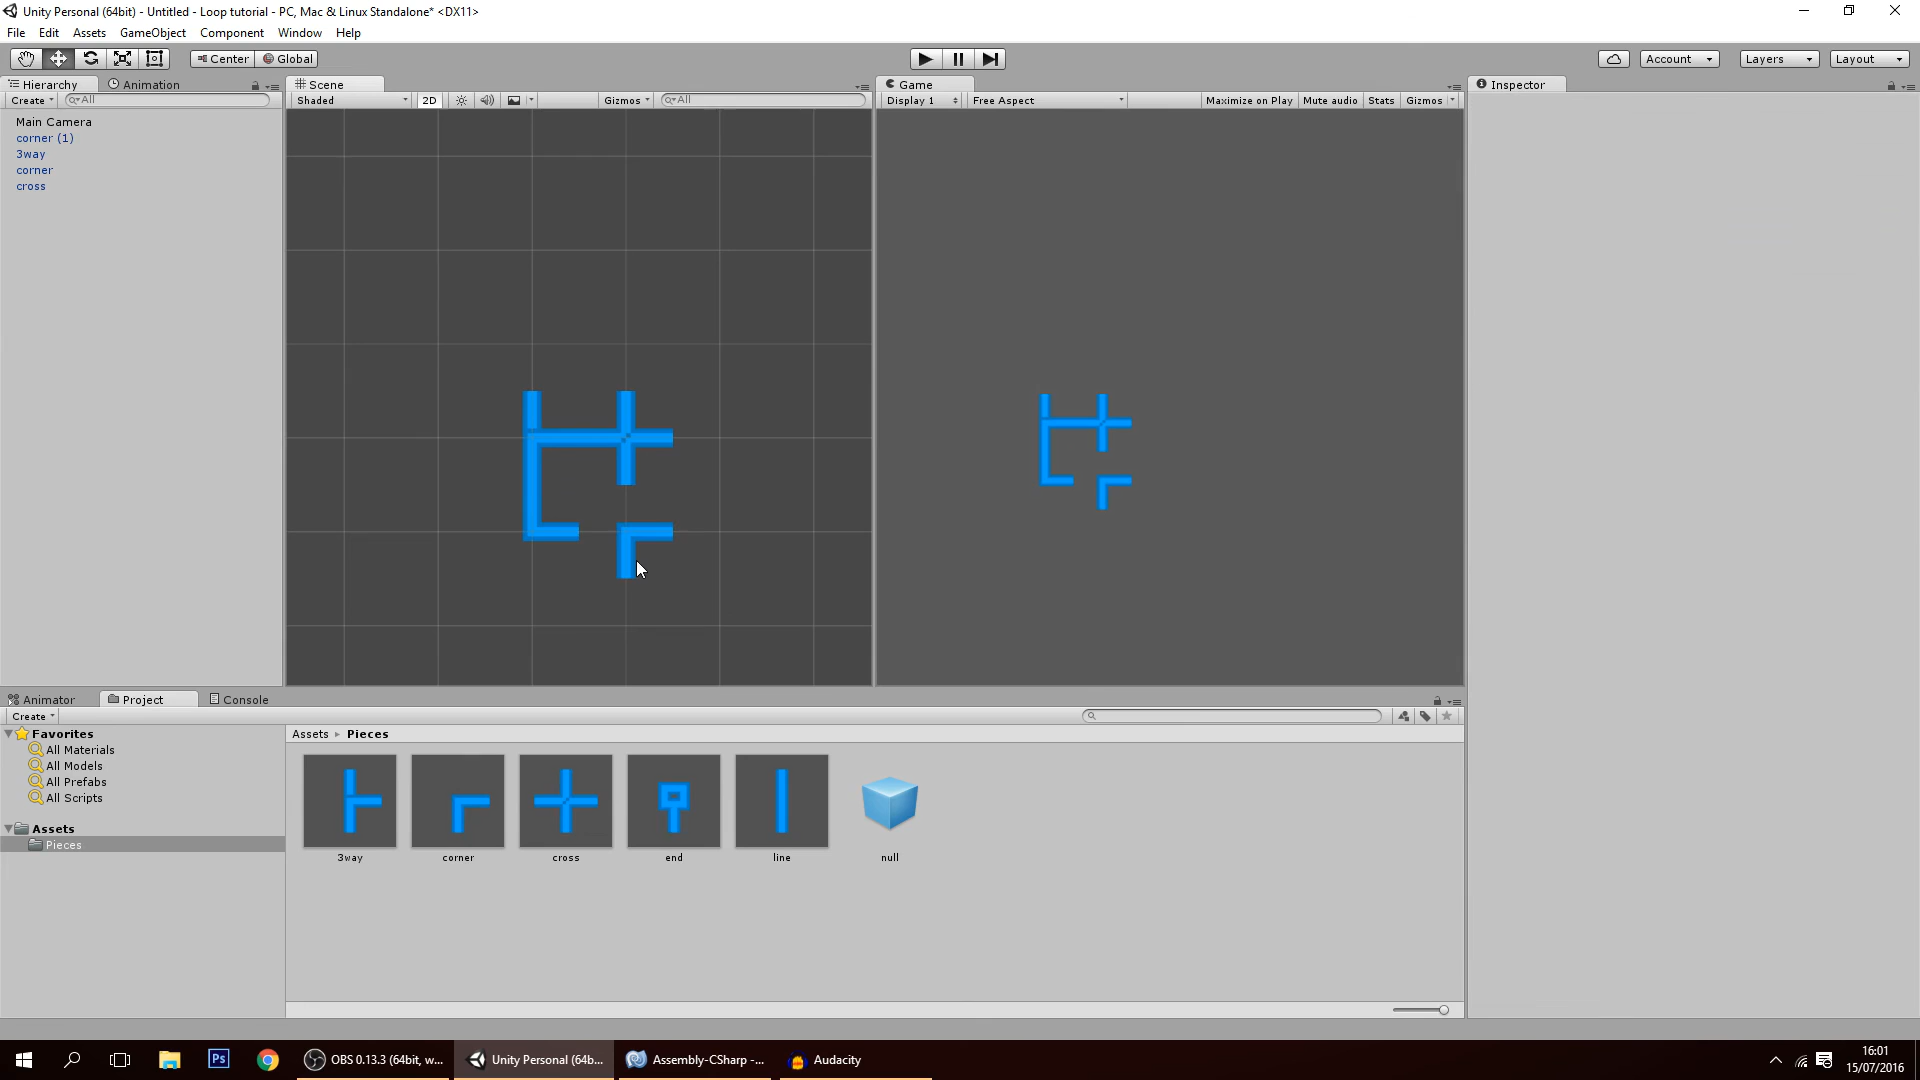 Unity Personal (64bit) - Untitled - Loop tutorial - PC, Mac & Linux Standalone* <DX11>
File Edit Assets GameObject Component Window Help
Center Global Account Layers Layout
Hierarchy Animation Scene Game Inspector
Create All Shaded 2D Gizmos All Display 1 Free Aspect Maximize on Play Mute audio Stats Gizmos
Main Camera
corner (1)
3way
corner
cross
Animator Project Console
Create
Favorites
All Materials
All Models
All Prefabs
All Scripts
Assets
Pieces
Assets Pieces
3way corner cross end line null
Ps OBS 0.13.3 (64bit, w... Unity Personal (64b... Assembly-CSharp -... Audacity
16:01
15/07/2016